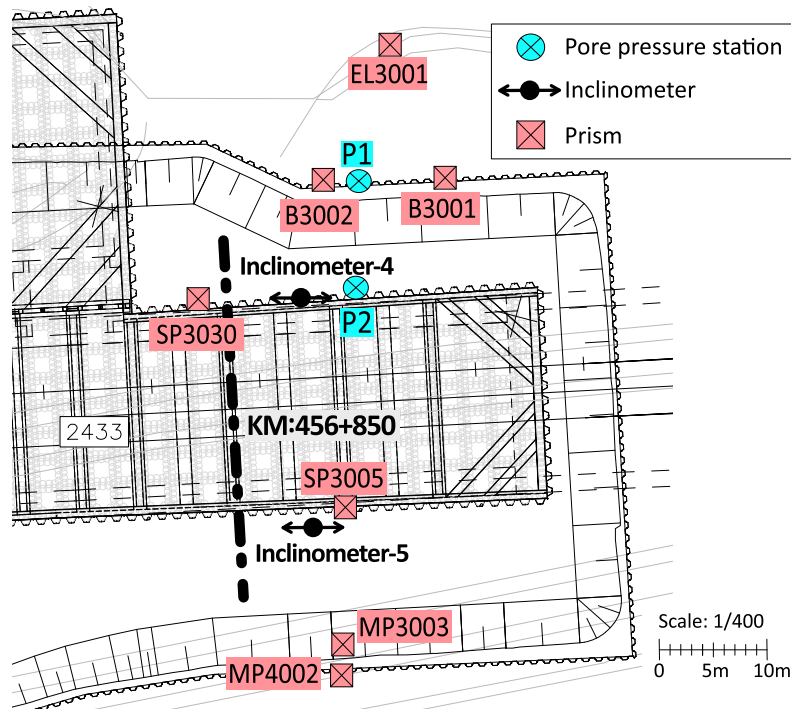 Pore pressure station
EL3001
Inclinometer
Prism
P1
B3002
B3001
Inclinometer-4
P2
SP3030
KM:456+850
2433
SP3005
Inclinometer-5
MP3003
Scale: 1/400
MP4002
0 5m 10m